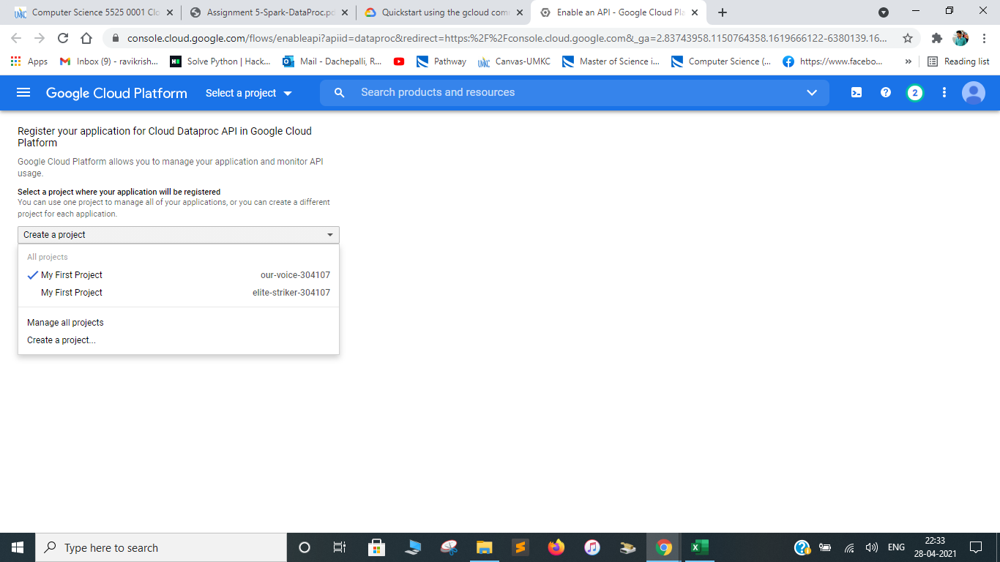 Computer Science 5525 0001 Clo
Assignment 5-Spark-DataProc.pd
Quickstart using the gcloud com
Enable an API - Google Cloud Pla
console.cloud.google.com/flows/enableapi?apiid=dataproc&redirect=https:%2F%2Fconsole.cloud.google.com&_ga=2.83743958.1150764358.1619666122-6380139.16...
Apps
Inbox (9) - ravikrish...
Solve Python | Hack...
Mail - Dachepalli, R...
Pathway
Canvas-UMKC
Master of Science i...
Computer Science (...
https://www.facebo...
»
Reading list
Google Cloud Platform
Select a project
Search products and resources
2
Register your application for Cloud Dataproc API in Google Cloud
Platform
Google Cloud Platform allows you to manage your application and monitor API
usage.
Select a project where your application will be registered
You can use one project to manage all of your applications, or you can create a different
project for each application.
Create a project
All projects
My First Project our-voice-304107
My First Project elite-striker-304107
Manage all projects
Create a project...
Type here to search
ENG
22:33
28-04-2021